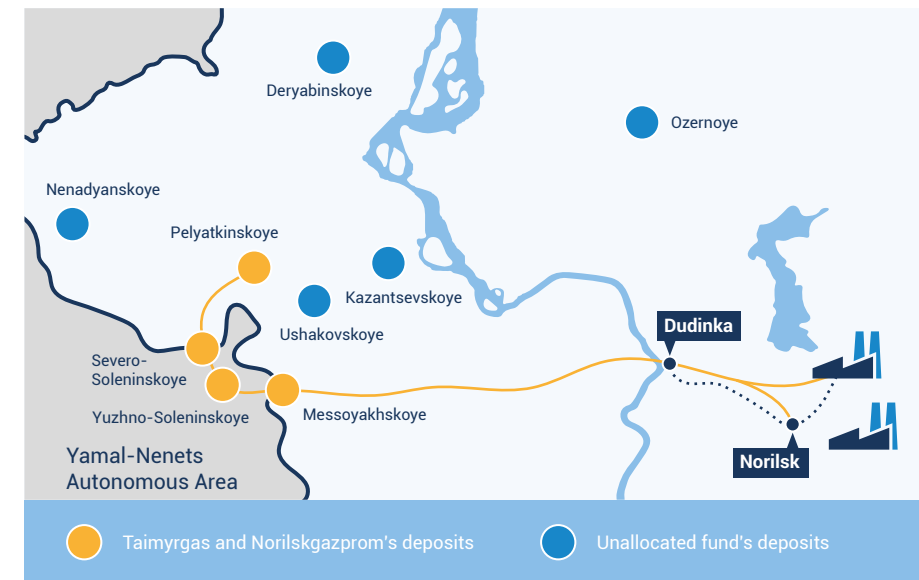 Deryabinskoye
Ozernoye
Nenadyanskoye
Pelyatkinskoye
Kazantsevskoye
Ushakovskoye
Dudinka
Severo-
Soleninskoye
Yuzhno-Soleninskoye
Messoyakhskoye
Norilsk
Yamal-Nenets
Autonomous Area
Taimyrgas and Norilskgazprom's deposits
Unallocated fund's deposits